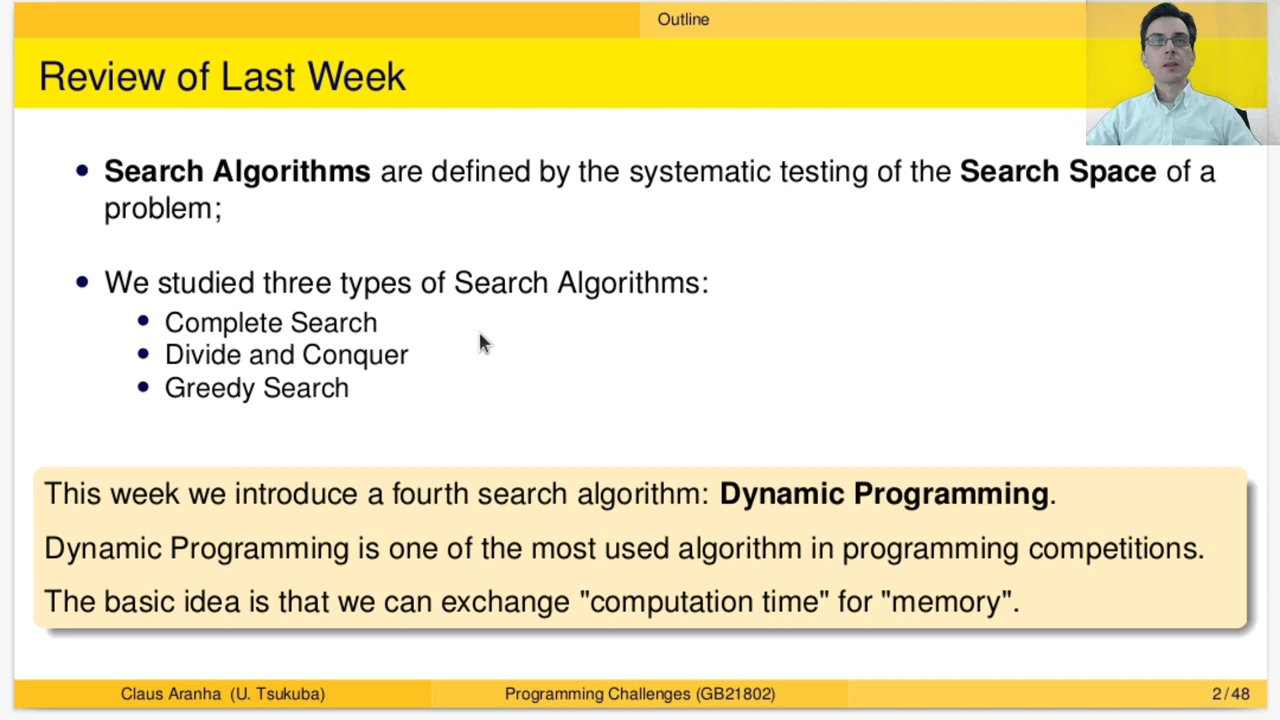 Outline
Review of Last Week
Search Algorithms are defined by the systematic testing of the Search Space of a
problem;
We studied three types of Search Algorithms:
Complete Search
Divide and Conquer
Greedy Search
This week we introduce a fourth search algorithm: Dynamic Programming.
Dynamic Programming is one of the most used algorithm in programming competitions.
The basic idea is that we can exchange "computation time" for "memory".
Claus Aranha (U. Tsukuba) Programming Challenges (GB21802) 2 / 48